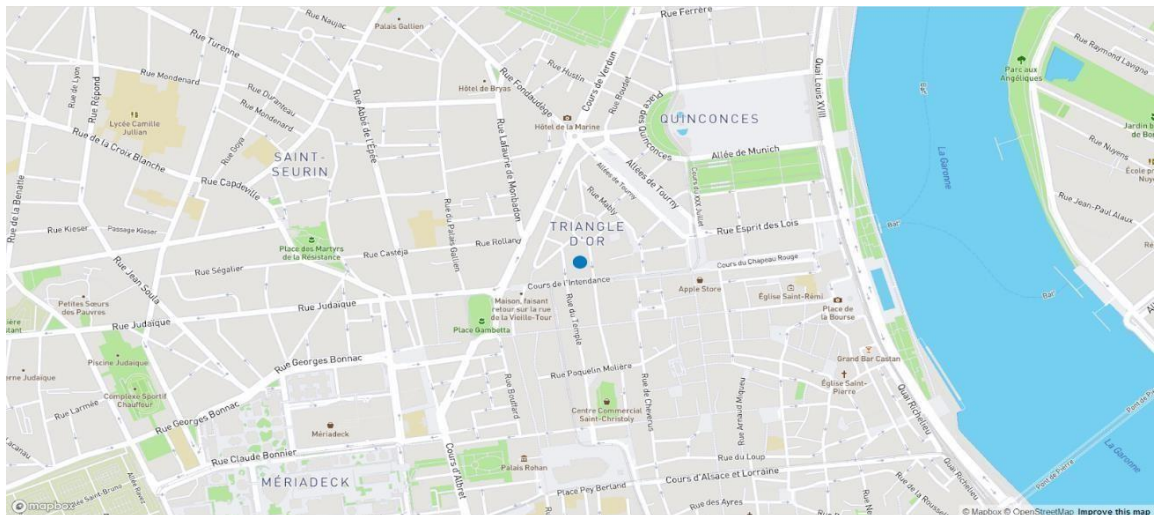 Rue Naujac
Palais Gallien
Rue Ferrère
Rue Turenne
Cours de Verdun
Rue Raymond Lavigne
Rue de Lyon
Rue Répond
Rue Mondenard
Hôtel de Bryas
Rue Hustin
Rue Boudet
Rue Fondaudège
Quai Louis XVIII
Parc aux
Angéliques
Rue Duranteau
Rue Mondenard
Rue Abbé de l'Épée
Place des Quinconces
Hôtel de la Marine
QUINCONCES
Lycée Camille
Jullian
Rue Goya
Rue Lafaurie de Monbadon
Allée de Munich
La Garonne
Rue Nuyens
Rue de la Croix Blanche
SAINT-
SEURIN
Allées de Tourny
Allées de Tourny
Rue Capdeville
Cours du XXX Juillet
Rue Mably
Rue Jean-Paul Alaux
Rue de la Benatte
Rue Kieser
Passage Kieser
Rue du Palais Gallien
TRIANGLE
D'OR
Rue Esprit des Lois
Bat³
Place des Martyrs
de la Résistance
Rue Castéja
Rue Rolland
Rue Ségalier
Cours du Chapeau Rouge
Rue Jean Soula
Cours de l'Intendance
Apple Store
Église Saint-Rémi
Petites Sœurs
des Pauvres
Rue Judaïque
Maison, faisant
retour sur la rue
de la Vieille-Tour
Place de
la Bourse
Rue Judaïque
Place Gambetta
Rue du Temple
Piscine Judaïque
Rue Georges Bonnac
Grand Bar Castan
Rue Poquelin Molière
Église Saint-
Pierre
Complexe Sportif
Chauffour
Rue Larmée
Rue Bouffard
Centre Commercial
Saint-Christoly
Rue de Cheverus
Rue Georges Bonnac
Mériadeck
Quai Richelieu
Rue Claude Bonnier
Palais Rohan
Rue du Loup
MÉRIADECK
Cours d'Albret
Cours d'Alsace et Lorraine
Quai Richelieu
Place Pey Berland
Rue des Ayres
La Garonne
mapbox
© Mapbox © OpenStreetMap Improve this map